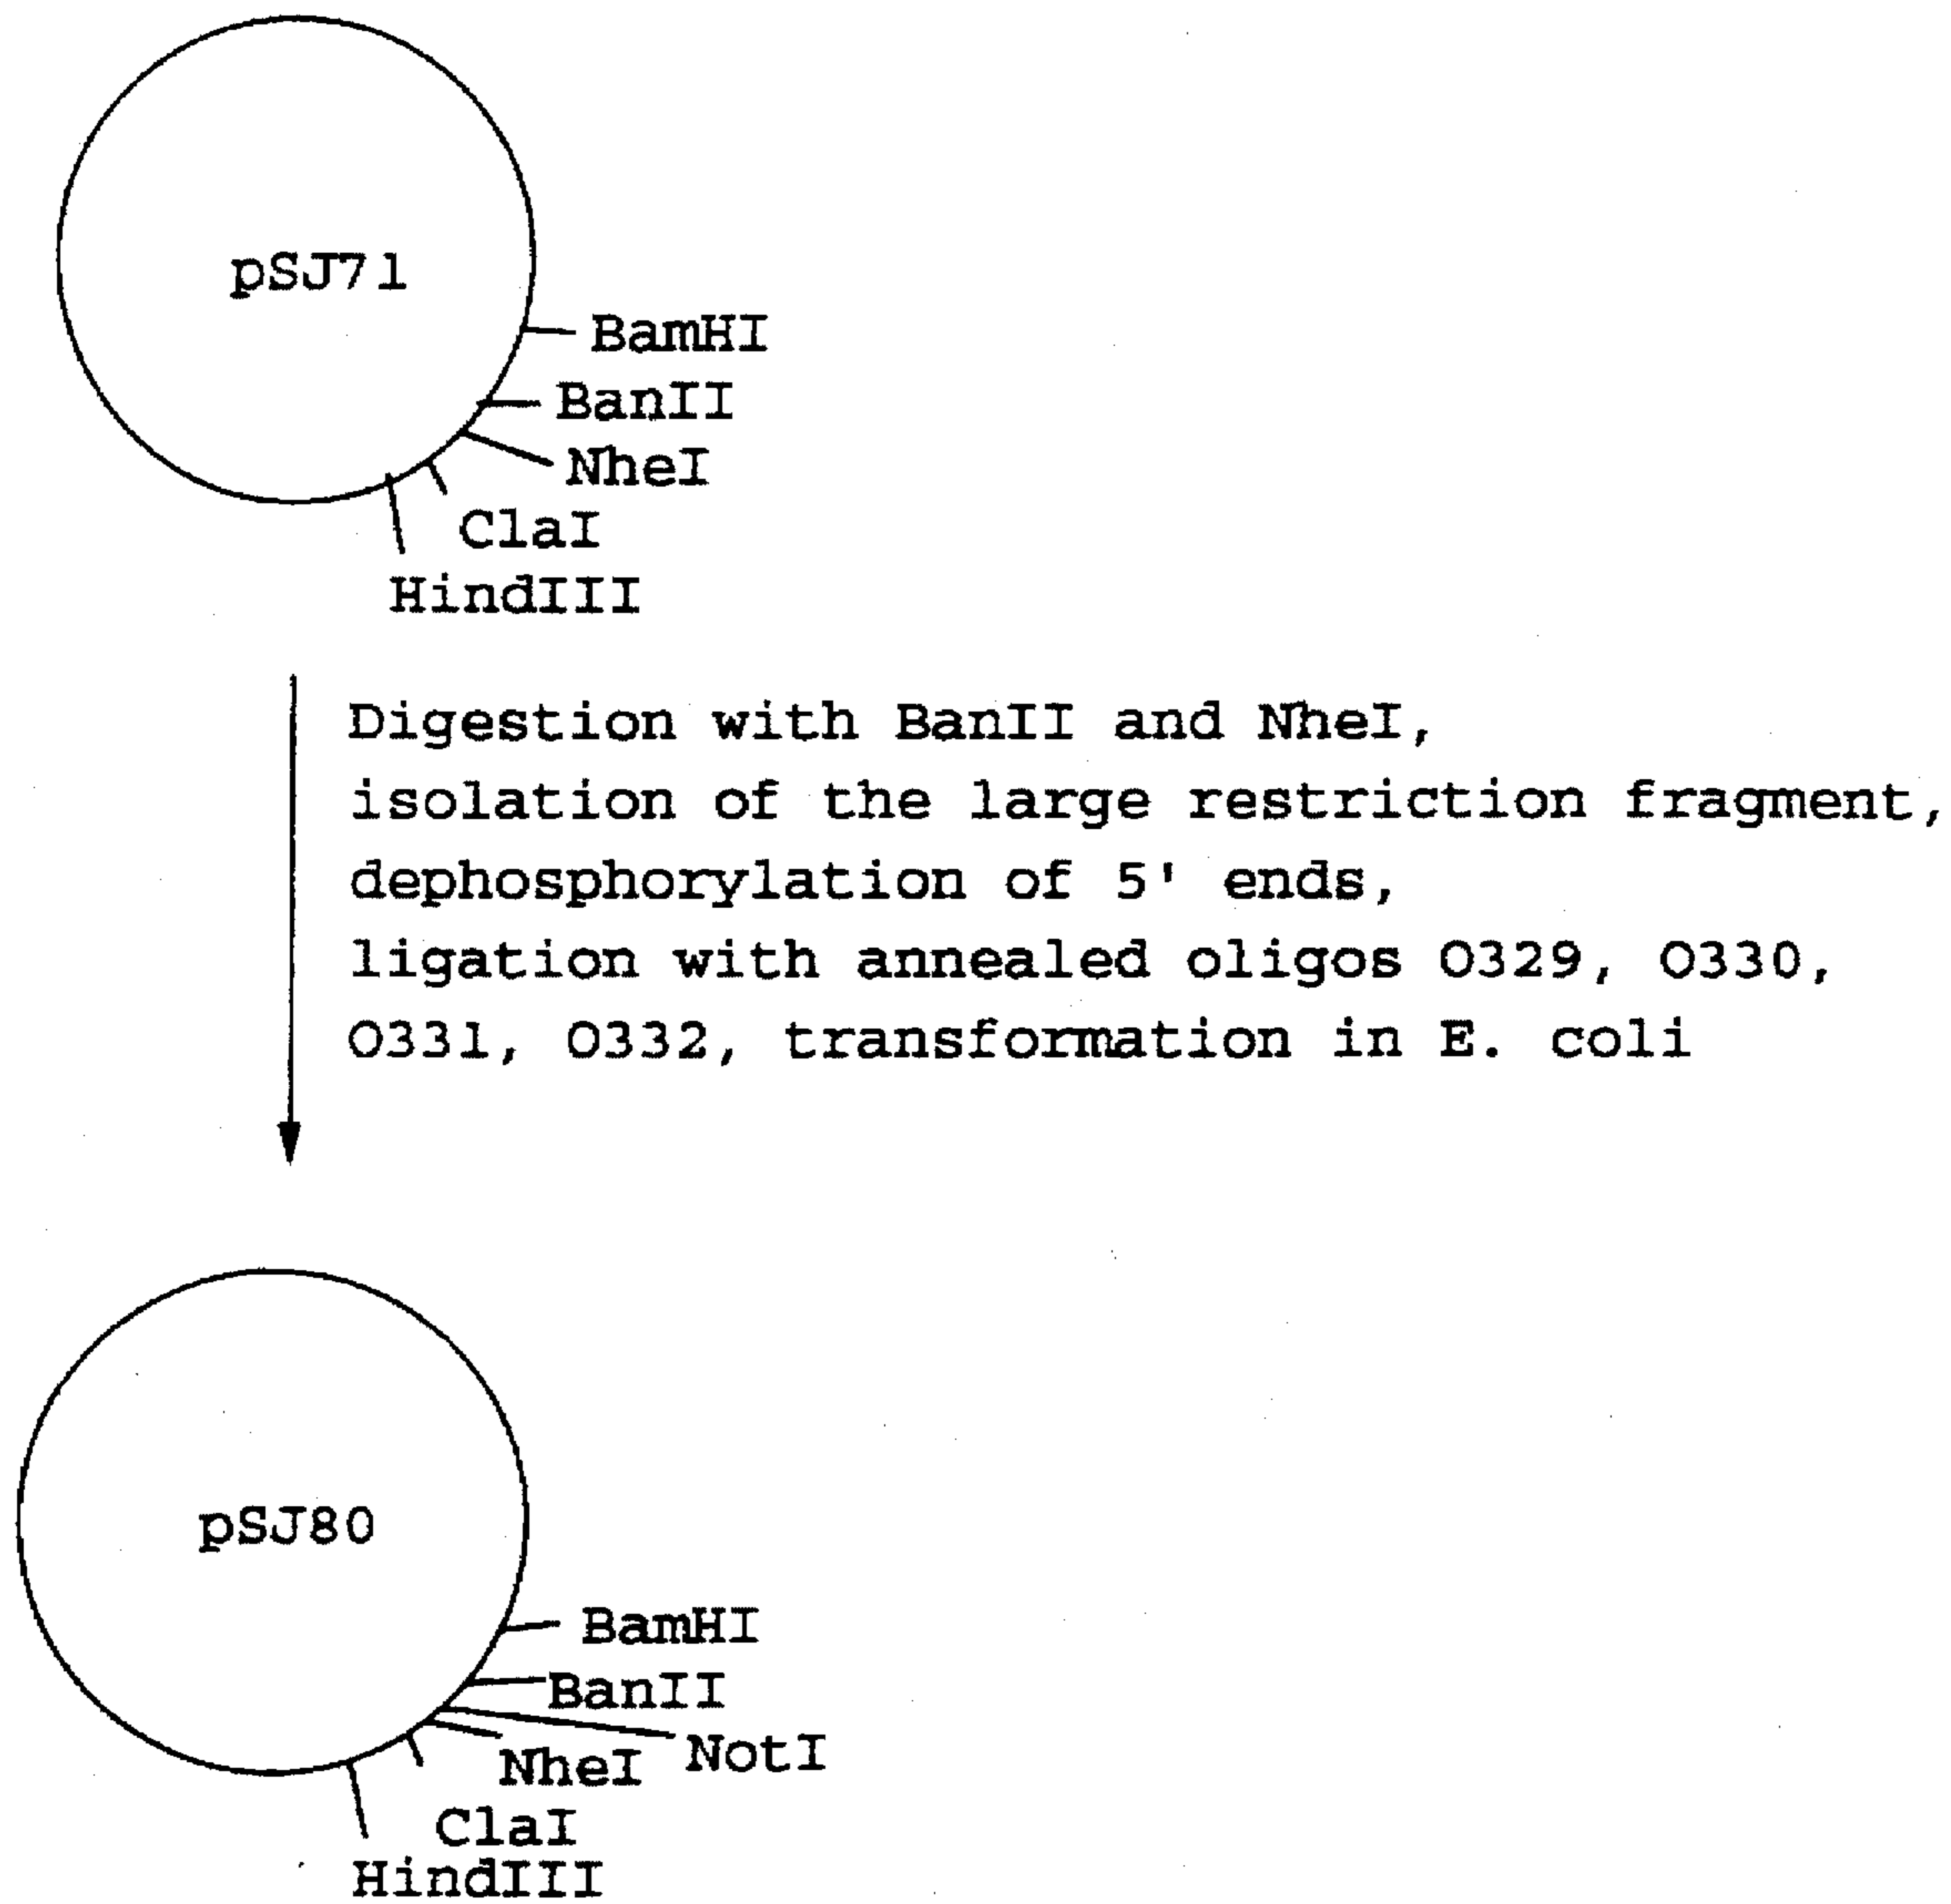 pSJ71
BamHI
BanII
NheI
ClaI
HindIII
Digestion with BanII and NheI,
isolation of the large restriction fragment,
dephosphorylation of 5' ends,
ligation with annealed oligos O329, O330,
O331, O332, transformation in E. coli
pSJ80
BamHI
BanII
NotI
NheI
ClaI
HindIII